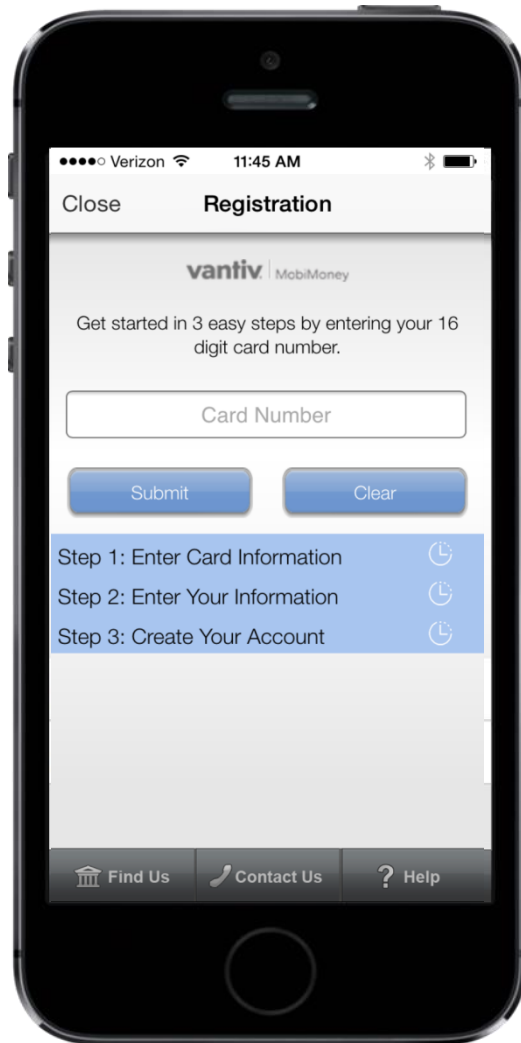 Verizon 11:45 AM
Close Registration
vantiv. MobiMoney
Get started in 3 easy steps by entering your 16
digit card number.
Card Number
Submit Clear
Step 1: Enter Card Information
Step 2: Enter Your Information
Step 3: Create Your Account
Find Us Contact Us ? Help